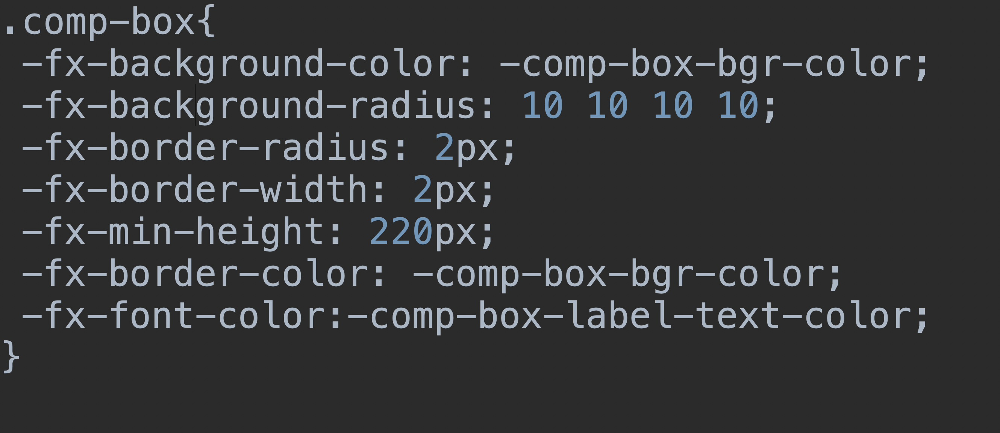 .comp-box{
-fx-background-color: -comp-box-bgr-color;
-fx-background-radius: 10 10 10 10;
-fx-border-radius: 2px;
-fx-border-width: 2px;
-fx-min-height: 220px;
-fx-border-color: -comp-box-bgr-color;
-fx-font-color:-comp-box-label-text-color;
}